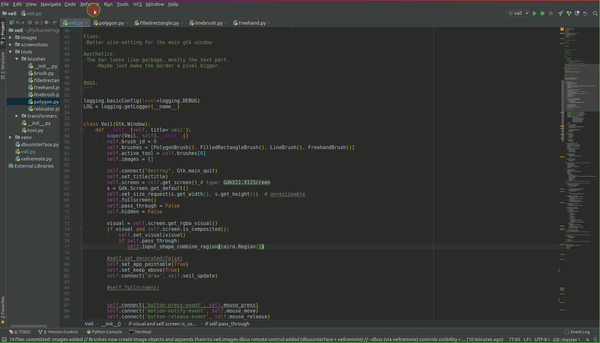 File Edit View Navigate Code Refactor Run Tools VCS Window Help
veil veil.py
veil
veil.py polygon.py filledrectangle.py linebrush.py freehand.py
veil ~/PycharmProjects
images
screenshots
tools
brushes
__init__.py
brush.py
filledrectangle
freehand.py
linebrush.py
polygon.py
relocator.py
transformers
__init__.py
tool.py
venv
dbusinterface.py
veil.py
veilremote.py
External Libraries
Fixes:
-Better size-setting for the main gtk window
Aesthetics:
-The bar looks like garbage, mostly the text part.
-Maybe just make the border a pixel bigger.
BUGS:
"""
logging.basicConfig(level=logging.DEBUG)
LOG = logging.getLogger(__name__)
class Veil(Gtk.Window):
def __init__(self, title='veil'):
super(Veil, self).__init__()
self.brush_id = 0
self.brushes = [PolygonBrush(), FilledRectangleBrush(), LineBrush(), FreehandBrush()]
self.active_tool = self.brushes[0]
self.images = []
self.connect("destroy", Gtk.main_quit)
self.set_title(title)
self.screen = self.get_screen() # type: GdkX11.X11Screen
s = Gdk.Screen.get_default()
self.set_size_request(s.get_width(), s.get_height()) # unresizeable
self.fullscreen()
self.pass_through = False
self.hidden = False
visual = self.screen.get_rgba_visual()
if visual and self.screen.is_composited():
self.set_visual(visual)
if self.pass_through:
self.input_shape_combine_region(cairo.Region())
#self.set_decorated(False)
self.set_app_paintable(True)
self.set_keep_above(True)
self.connect('draw', self.veil_update)
#self.fullscreen()
self.connect('button-press-event', self.mouse_press)
self.connect('motion-notify-event', self.mouse_move)
self.connect('button-release-event', self.mouse_release)
Veil __init__() if visual and self.screen.is_co... if self.pass_through
6: TODO 9: Version Control Python Console Terminal Event Log
14 files committed: Images added // Brushes now create image objects and appends them to veil.images dbus remote-control added (dbusinterface + veilremote) // ~dbus (via veilremote) controls visibility +... (10 minutes ago)
LF UTF-8 Git: master